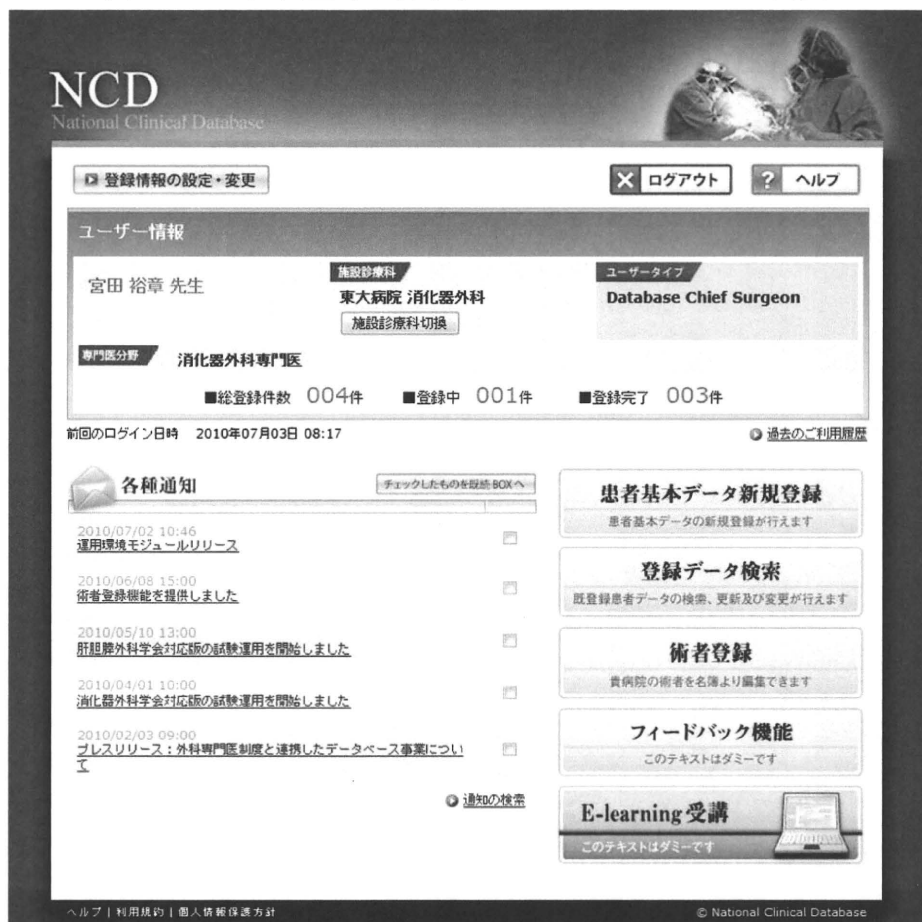 NCD
National Clinical Database
登録情報の設定・変更
ログアウト
? ヘルプ
ユーザー情報
宮田 裕章 先生
施設診療科
東大病院 消化器外科
施設診療科切換
ユーザータイプ
Database Chief Surgeon
専門医分野
消化器外科専門医
■総登録件数 004件 ■登録中 001件 ■登録完了 003件
前回のログイン日時 2010年07月03日 08:17
過去のご利用履歴
各種通知
チェックしたものを既読BOXへ
2010/07/02 10:46
運用環境モジュールリリース
2010/06/08 15:00
術者登録機能を提供しました
2010/05/10 13:00
肝胆膵外科学会対応版の試験運用を開始しました
2010/04/01 10:00
消化器外科学会対応版の試験運用を開始しました
2010/02/03 09:00
プレスリリース：外科専門医制度と連携したデータベース事業につい
て
通知の検索
患者基本データ新規登録
患者基本データの新規登録が行えます
登録データ検索
既登録患者データの検索、更新及び変更が行えます
術者登録
貴病院の術者を名簿より編集できます
フィードバック機能
このテキストはダミーです
E-learning 受講
このテキストはダミーです
ヘルプ | 利用規約 | 個人情報保護方針
© National Clinical Database